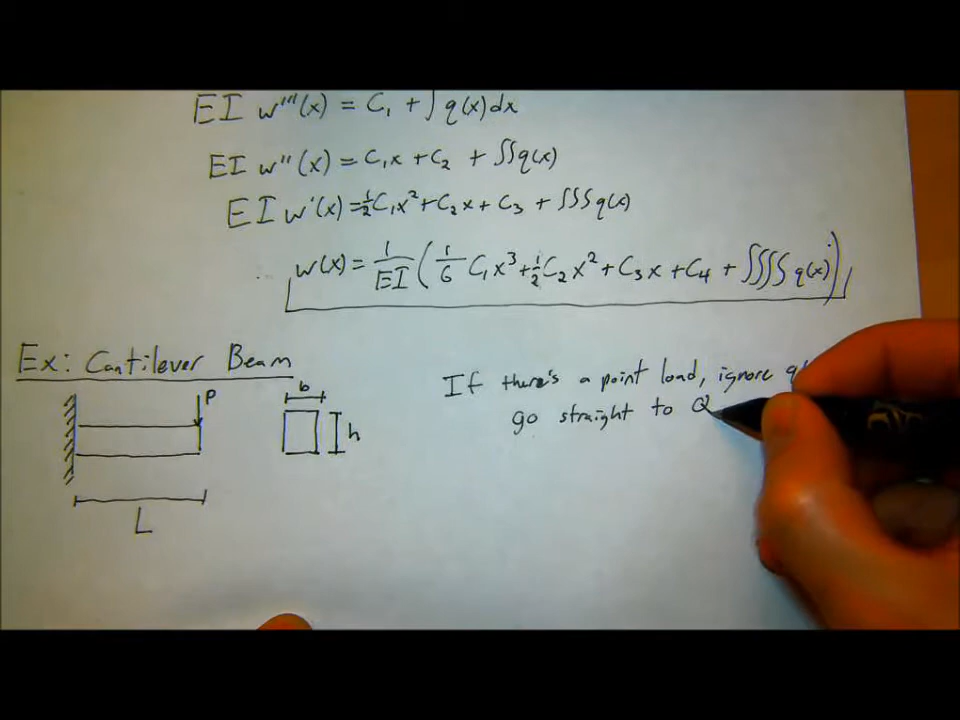 EI w'''(x) = C₁ + ∫ q(x)dx
EI w''(x) = C₁x + C₂ + ∫∫q(x)
EI w'(x) = ½C₁x² + C₂x + C₃ + ∫∫∫q(x)
w(x) = 1/EI (1/6 C₁x³ + ½C₂x² + C₃x + C₄ + ∫∫∫∫q(x))
Ex: Cantilever Beam
P
b
h
L
If there's a point load, ignore q
go straight to Q